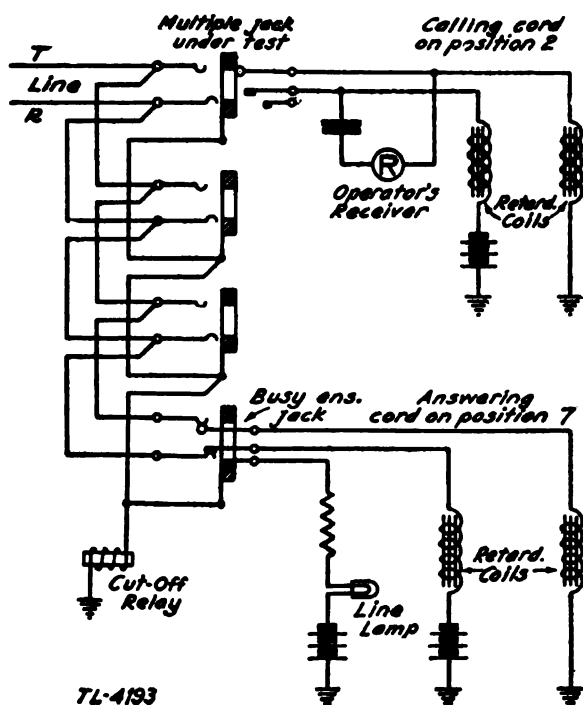 Multiple jack
under test
Calling cord
on position 2
T
Line
R
R
Operator's
Receiver
Retard.
Coils
Busy ans.
jack
Answering
cord on position 7
Cut-Off
Relay
Retard.
Coils
Line
Lamp
TL-4193